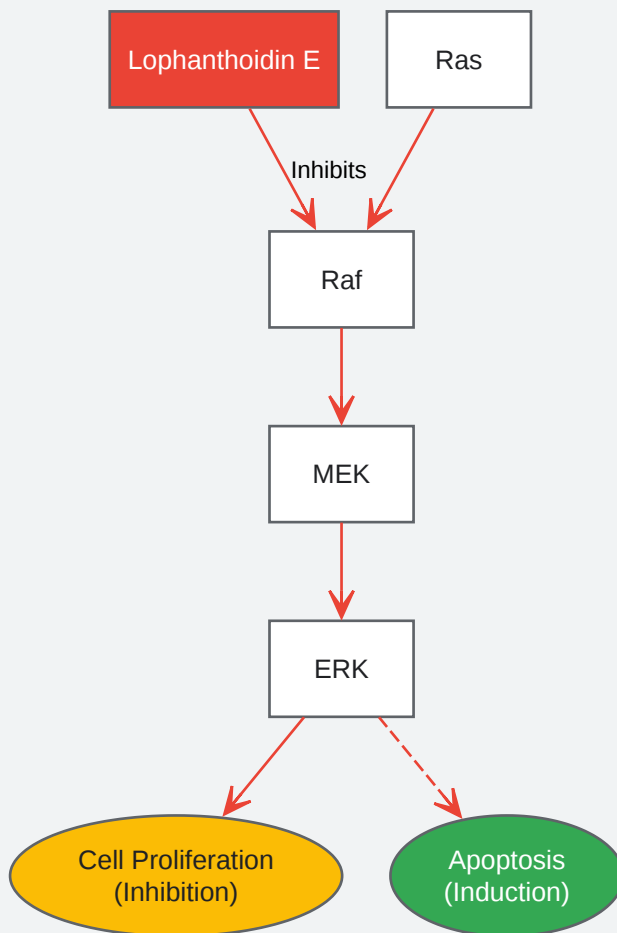 Lophanthoidin E
Ras
Inhibits
Raf
MEK
ERK
Cell Proliferation
(Inhibition)
Apoptosis
(Induction)